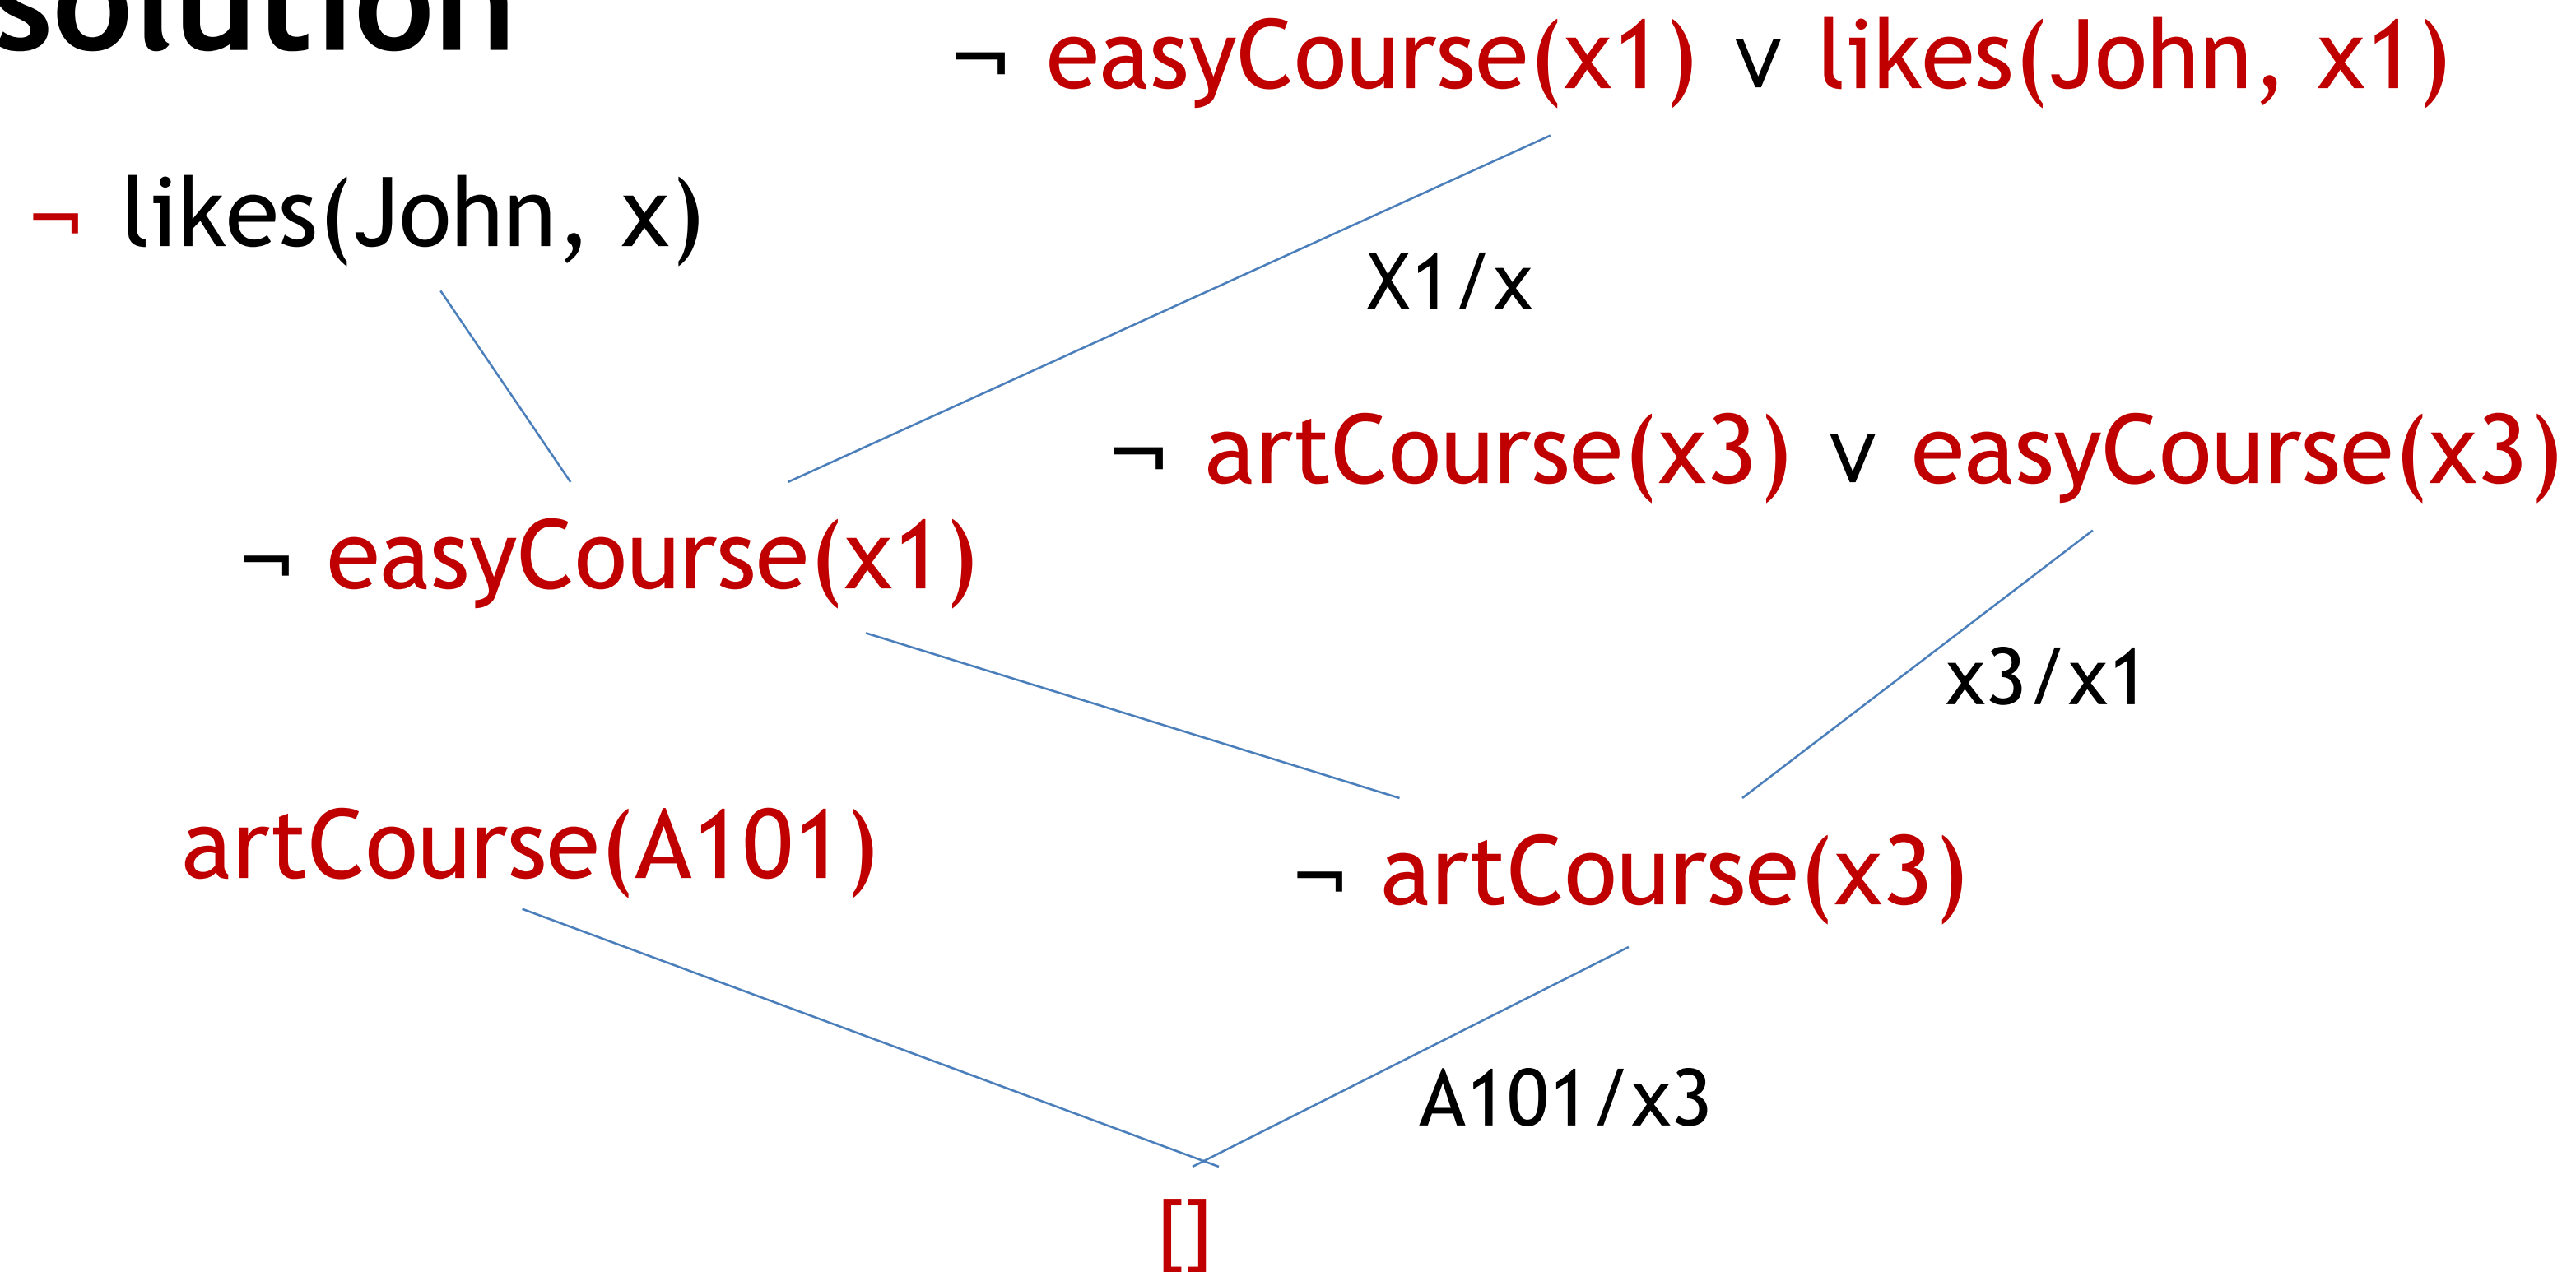 solution
¬ easyCourse(x1) ∨ likes(John, x1)
¬ likes(John, x)
X1/x
¬ artCourse(x3) ∨ easyCourse(x3)
¬ easyCourse(x1)
x3/x1
artCourse(A101)
¬ artCourse(x3)
A101/x3
[]